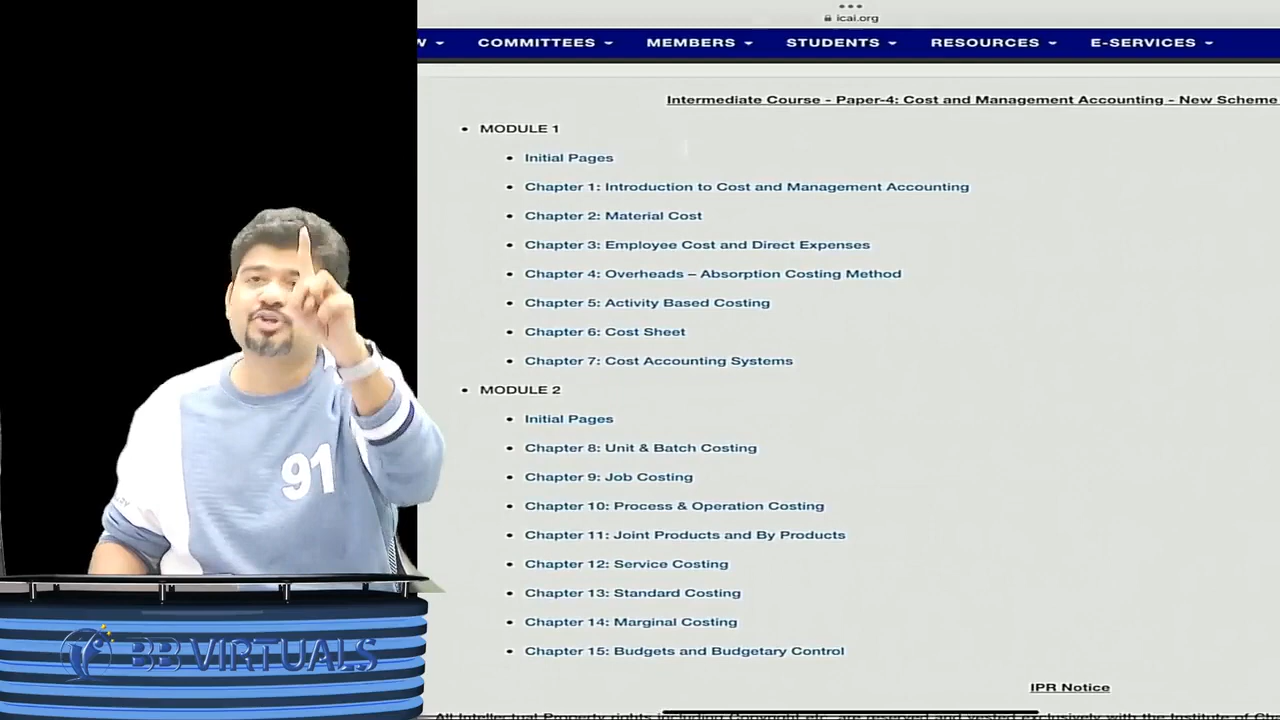 icai.org
COMMITTEES
MEMBERS
STUDENTS
RESOURCES
E-SERVICES
Intermediate Course - Paper-4: Cost and Management Accounting - New Scheme
MODULE 1
Initial Pages
Chapter 1: Introduction to Cost and Management Accounting
Chapter 2: Material Cost
Chapter 3: Employee Cost and Direct Expenses
Chapter 4: Overheads – Absorption Costing Method
Chapter 5: Activity Based Costing
Chapter 6: Cost Sheet
Chapter 7: Cost Accounting Systems
MODULE 2
Initial Pages
Chapter 8: Unit & Batch Costing
Chapter 9: Job Costing
Chapter 10: Process & Operation Costing
Chapter 11: Joint Products and By Products
Chapter 12: Service Costing
Chapter 13: Standard Costing
Chapter 14: Marginal Costing
Chapter 15: Budgets and Budgetary Control
IPR Notice
91
BB VIRTUALS